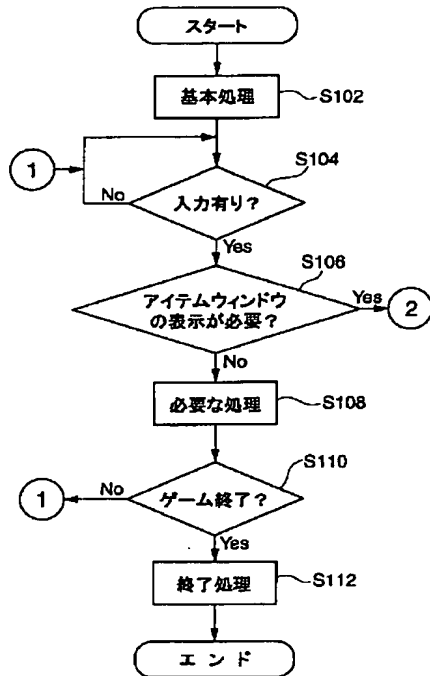 スタート
基本処理
S102
1
S104
No
入力有り?
Yes
S106
アイテムウィンドウ
の表示が必要?
Yes
2
No
必要な処理
S108
S110
1
No
ゲーム終了?
Yes
終了処理
S112
エンド